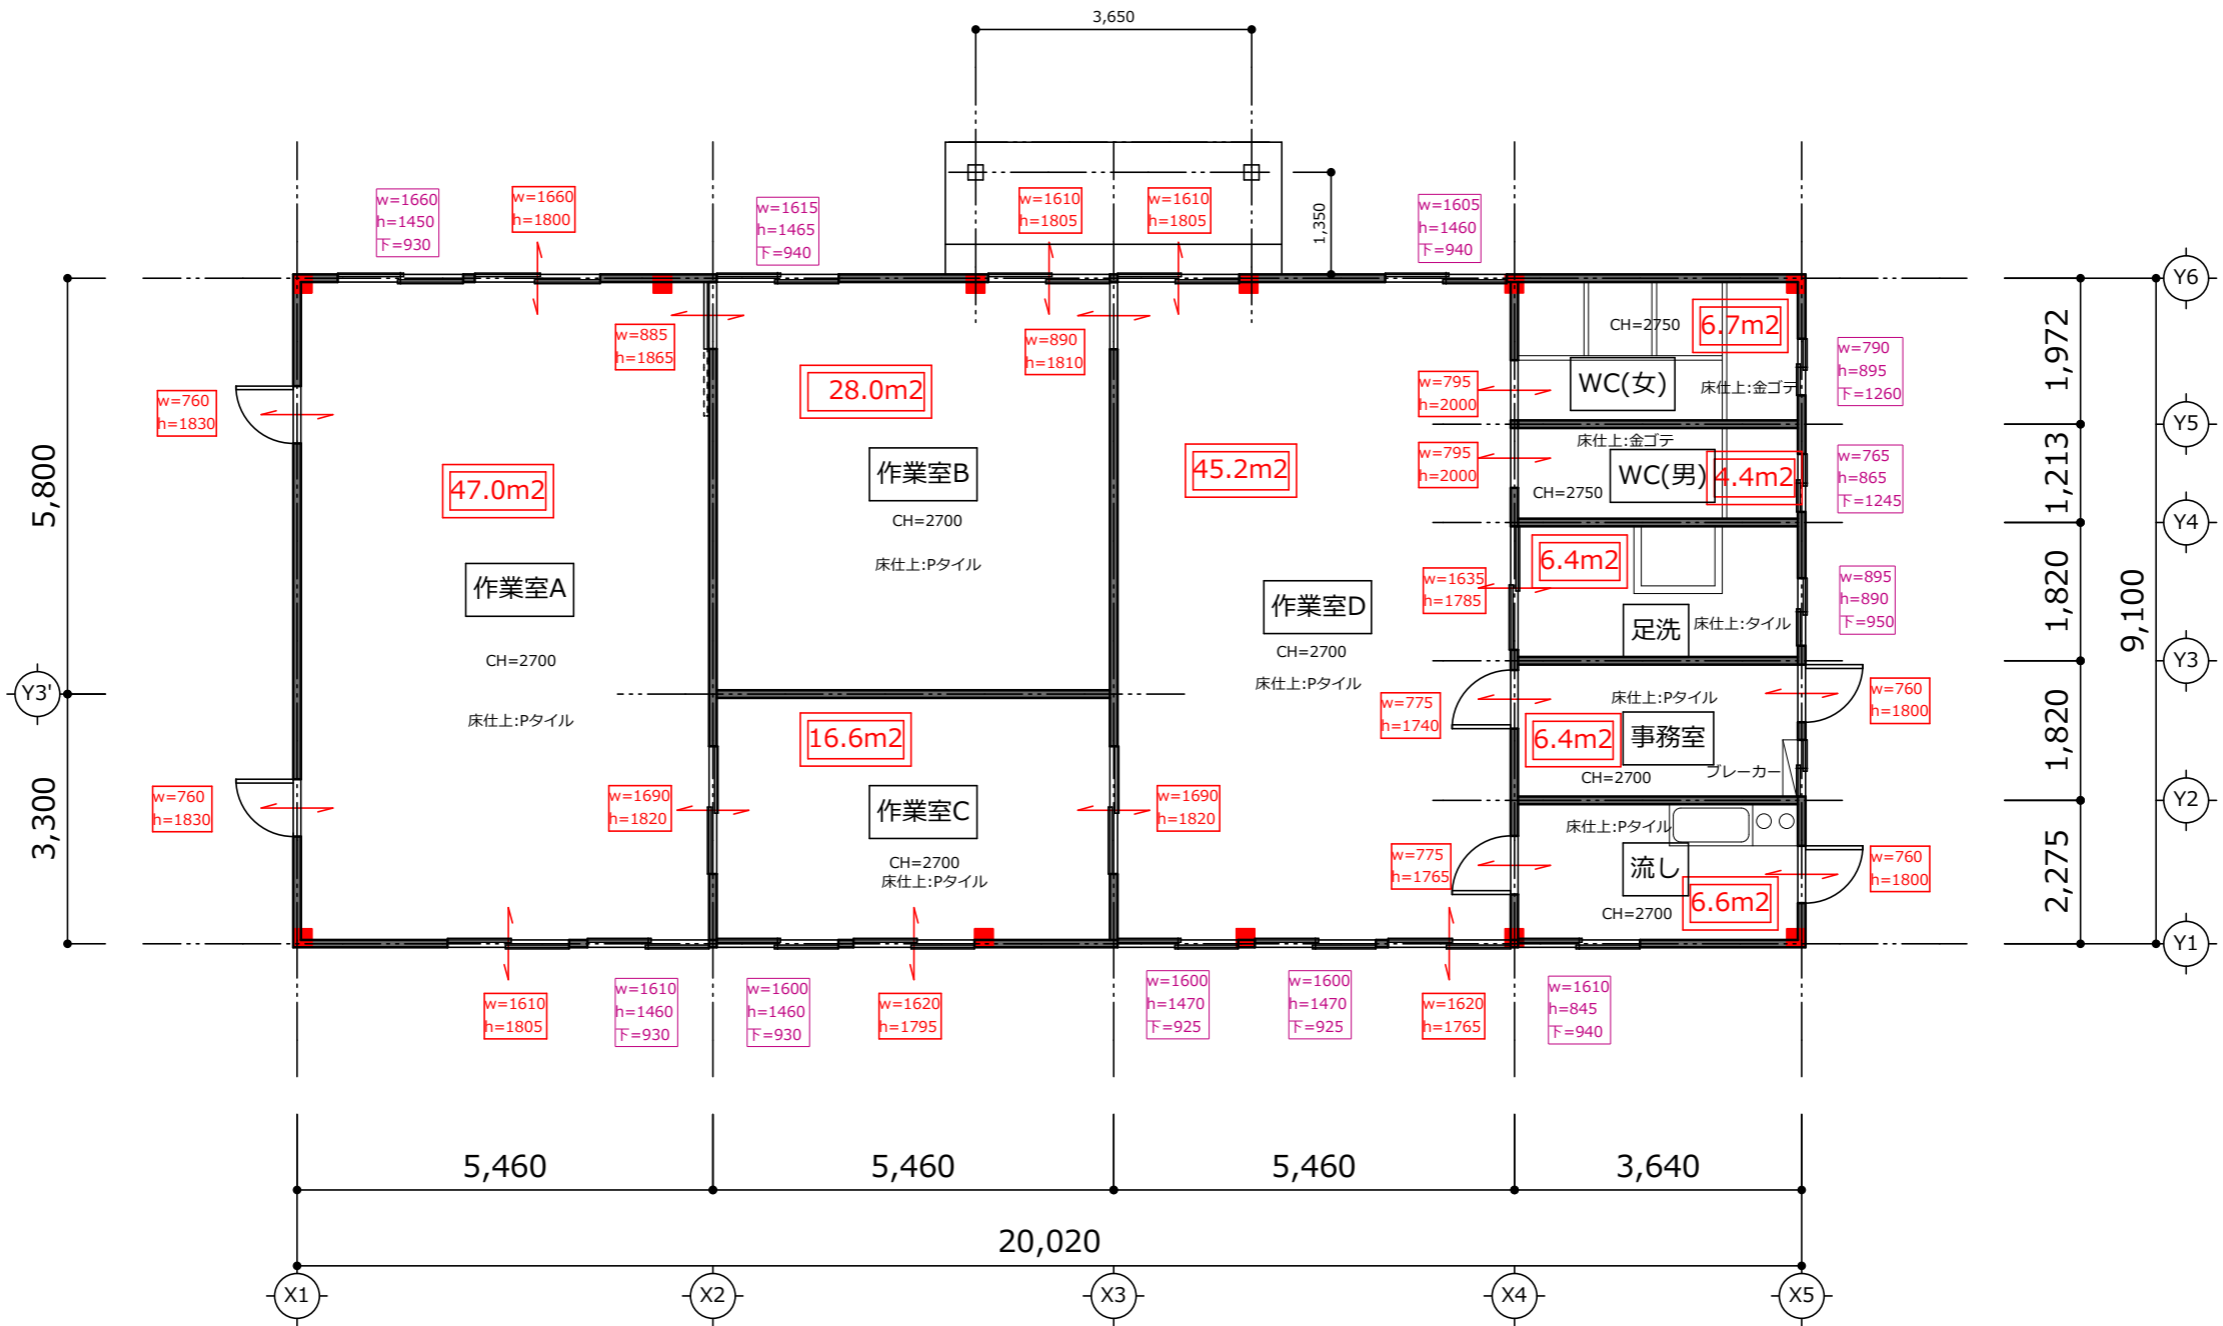 3,650
1,350
w=1660
h=1450
下=930
w=1660
h=1800
w=1615
h=1465
下=940
w=1610
h=1805
w=1610
h=1805
w=1605
h=1460
下=940
Y6
Y5
Y4
Y3
Y2
Y1
Y3'
5,800
3,300
1,972
1,213
1,820
1,820
2,275
9,100
w=760
h=1830
w=760
h=1830
w=885
h=1865
w=890
h=1810
47.0m2
作業室A
CH=2700
床仕上:Pタイル
28.0m2
作業室B
CH=2700
床仕上:Pタイル
16.6m2
作業室C
CH=2700
床仕上:Pタイル
w=1690
h=1820
w=1690
h=1820
45.2m2
作業室D
CH=2700
床仕上:Pタイル
w=795
h=2000
w=795
h=2000
w=1635
h=1785
w=775
h=1740
w=775
h=1765
CH=2750
6.7m2
WC(女)
床仕上:金ゴテ
床仕上:金ゴテ
WC(男)
4.4m2
CH=2750
6.4m2
足洗
床仕上:タイル
床仕上:Pタイル
6.4m2
事務室
CH=2700
ブレーカー
床仕上:Pタイル
流し
6.6m2
CH=2700
w=790
h=895
下=1260
w=765
h=865
下=1245
w=895
h=890
下=950
w=760
h=1800
w=760
h=1800
w=1610
h=1805
w=1610
h=1460
下=930
w=1600
h=1460
下=930
w=1620
h=1795
w=1600
h=1470
下=925
w=1600
h=1470
下=925
w=1620
h=1765
w=1610
h=845
下=940
5,460
5,460
5,460
3,640
20,020
X1
X2
X3
X4
X5